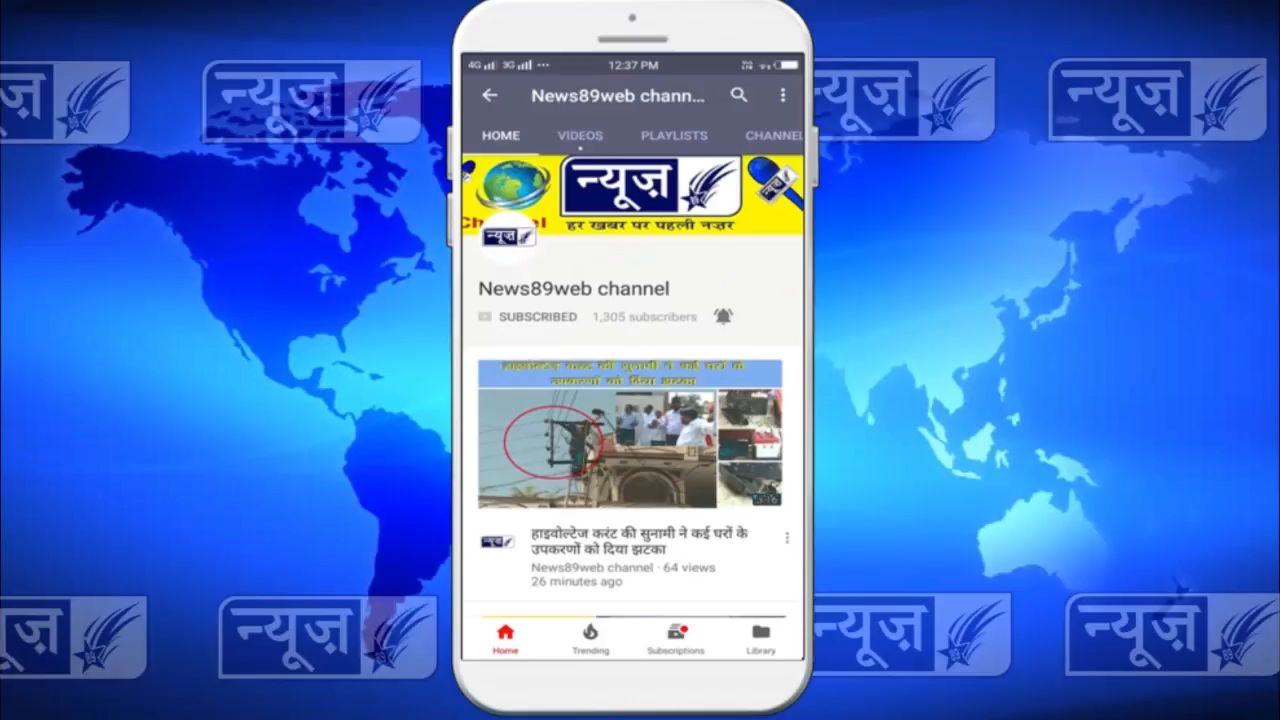 न्यूज़
न्यूज़
न्यूज़
न्यूज़
4G 3G 12:37 PM
News89web chann...
HOME VIDEOS PLAYLISTS CHANNEL
न्यूज़
न्यूज़
हर खबर पर पहली नज़र
न्यूज़
News89web channel
SUBSCRIBED 1,305 subscribers
हाइवोल्टेज करंट की सुनामी ने कई घरों के
उपकरणों को दिया झटका
न्यूज़
हाइवोल्टेज करंट की सुनामी ने कई घरों के
उपकरणों को दिया झटका
News89web channel · 64 views
26 minutes ago
Home Trending Subscriptions Library
न्यूज़
न्यूज़
न्यूज़
न्यूज़